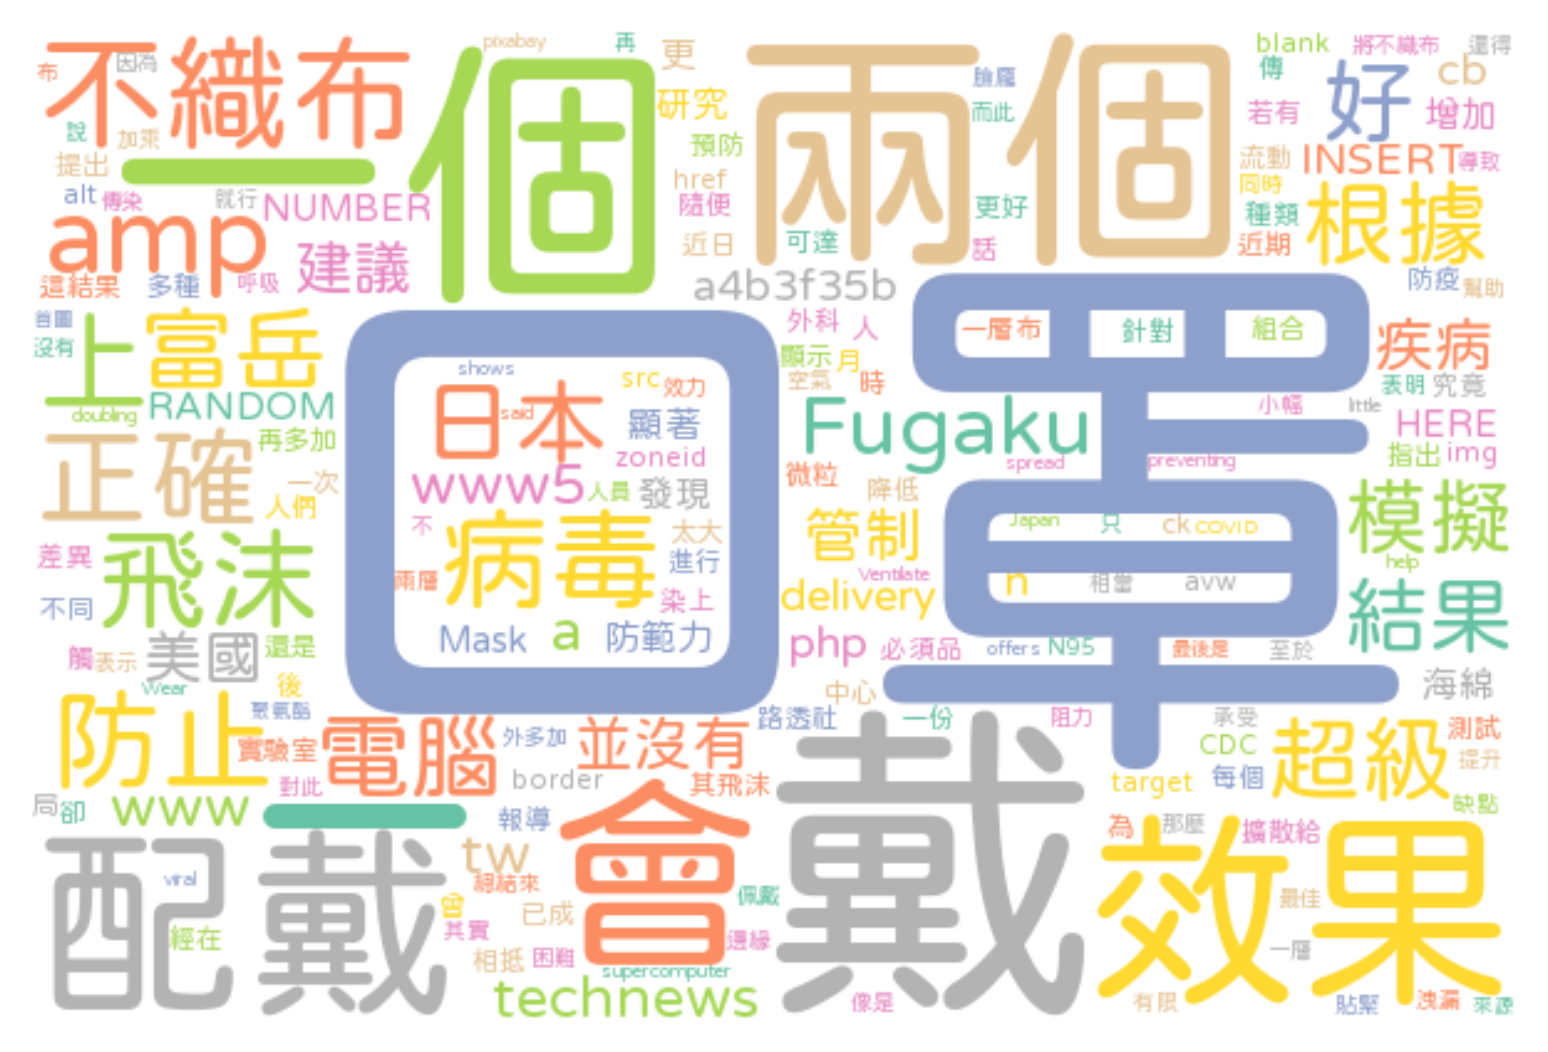 不織布
一個
兩個
pixabay
再
更
臉龐
blank
將不織布
還得
因為
布
傳
cb
好
研究
而此
若有
增加
說
加乘
預防
提出
流動
INSERT
導致
alt
傳染
就行
NUMBER
href
隨便
更好
同時
種類
根據
amp
建議
近日
可達
話
近期
這結果
多種
呼吸
a4b3f35b
防疫
幫助
口罩
首圖
沒有
上
富岳
外科
人
一層布
針對
組合
疾病
shows
顯示
月
src
效力
空氣
時
表明
究竟
doubling
RANDOM
日本
said
顯著
Fugaku
小幅
little
HERE
正確
再多加
zoneid
spread
preventing
指出
img
一次
人們
www5
人員
發現
微粒
降低
模擬
不
病毒
太大
管制
Japan
只
ck
COVID
飛沫
差異
進行
Ventilate
help
兩層
n
相當
avw
不同
染上
delivery
結果
Mask
a
防範力
php
必須品
offers
N95
最後是
至於
觸
表示
美國
還是
Wear
後
中心
海綿
防止
聚氨酯
電腦
外多加
並沒有
路透社
一份
阻力
承受
超級
測試
實驗室
CDC
提升
對此
border
其飛沫
target
每個
局
卻
www
一
報導
會
戴
缺點
配戴
tw
為
那麼
擴散給
效果
viral
總結來
佩戴
會
已成
最佳
經在
其實
邊緣
一層
相抵
困難
supercomputer
technews
像是
有限
貼緊
洩漏
來源